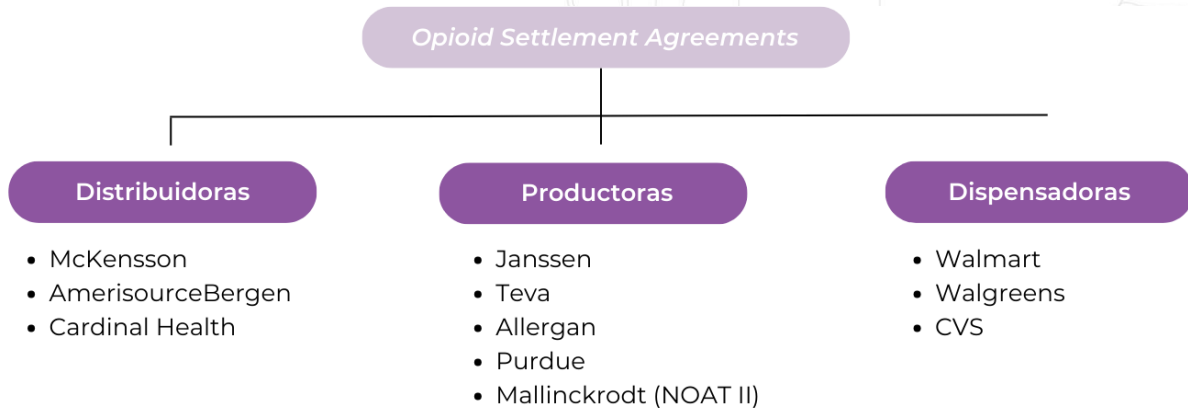 Opioid Settlement Agreements
Distribuidoras
• McKensson
• AmerisourceBergen
• Cardinal Health
Productoras
• Janssen
• Teva
• Allergan
• Purdue
• Mallinckrodt (NOAT II)
Dispensadoras
• Walmart
• Walgreens
• CVS